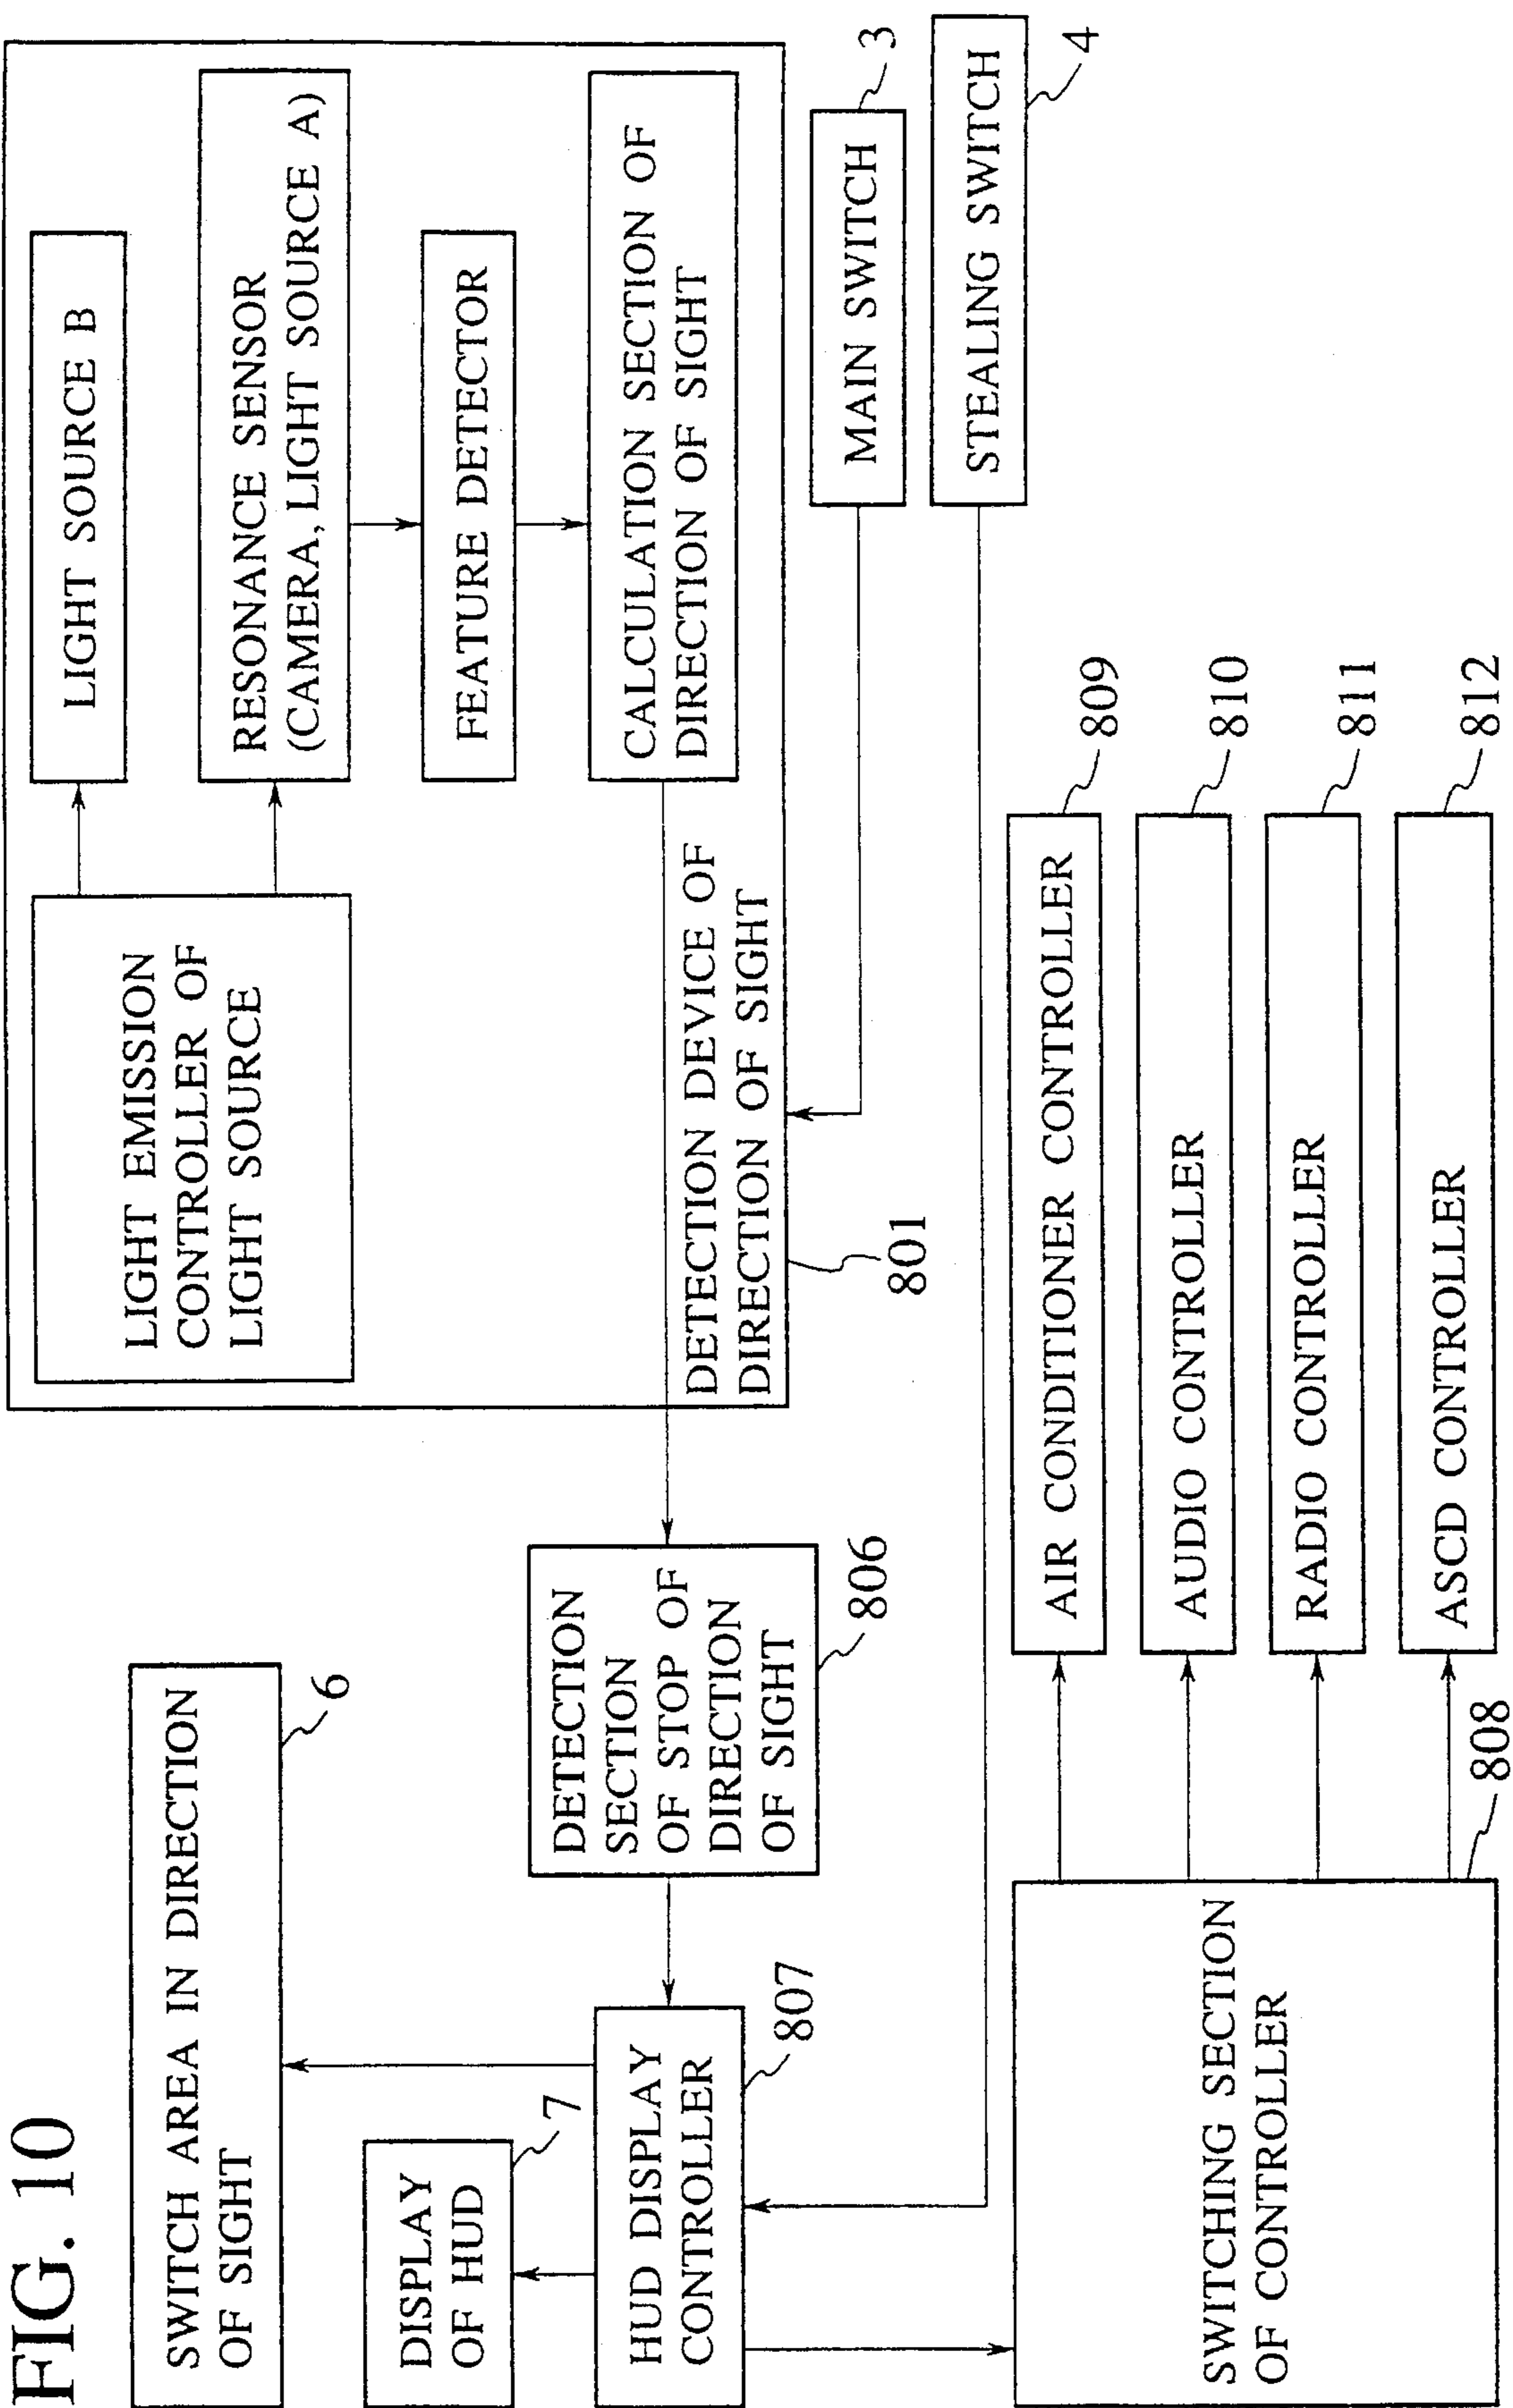 FIG. 10
SWITCH AREA IN DIRECTION
OF SIGHT
6
DISPLAY
OF HUD
7
HUD DISPLAY
CONTROLLER
807
DETECTION
SECTION
OF STOP OF
DIRECTION
OF SIGHT
806
LIGHT EMISSION
CONTROLLER OF
LIGHT SOURCE
LIGHT SOURCE B
RESONANCE SENSOR
(CAMERA, LIGHT SOURCE A)
FEATURE DETECTOR
CALCULATION SECTION OF
DIRECTION OF SIGHT
DETECTION DEVICE OF
DIRECTION OF SIGHT
801
MAIN SWITCH
3
STEALING SWITCH
4
SWITCHING SECTION
OF CONTROLLER
808
AIR CONDITIONER CONTROLLER
809
AUDIO CONTROLLER
810
RADIO CONTROLLER
811
ASCD CONTROLLER
812